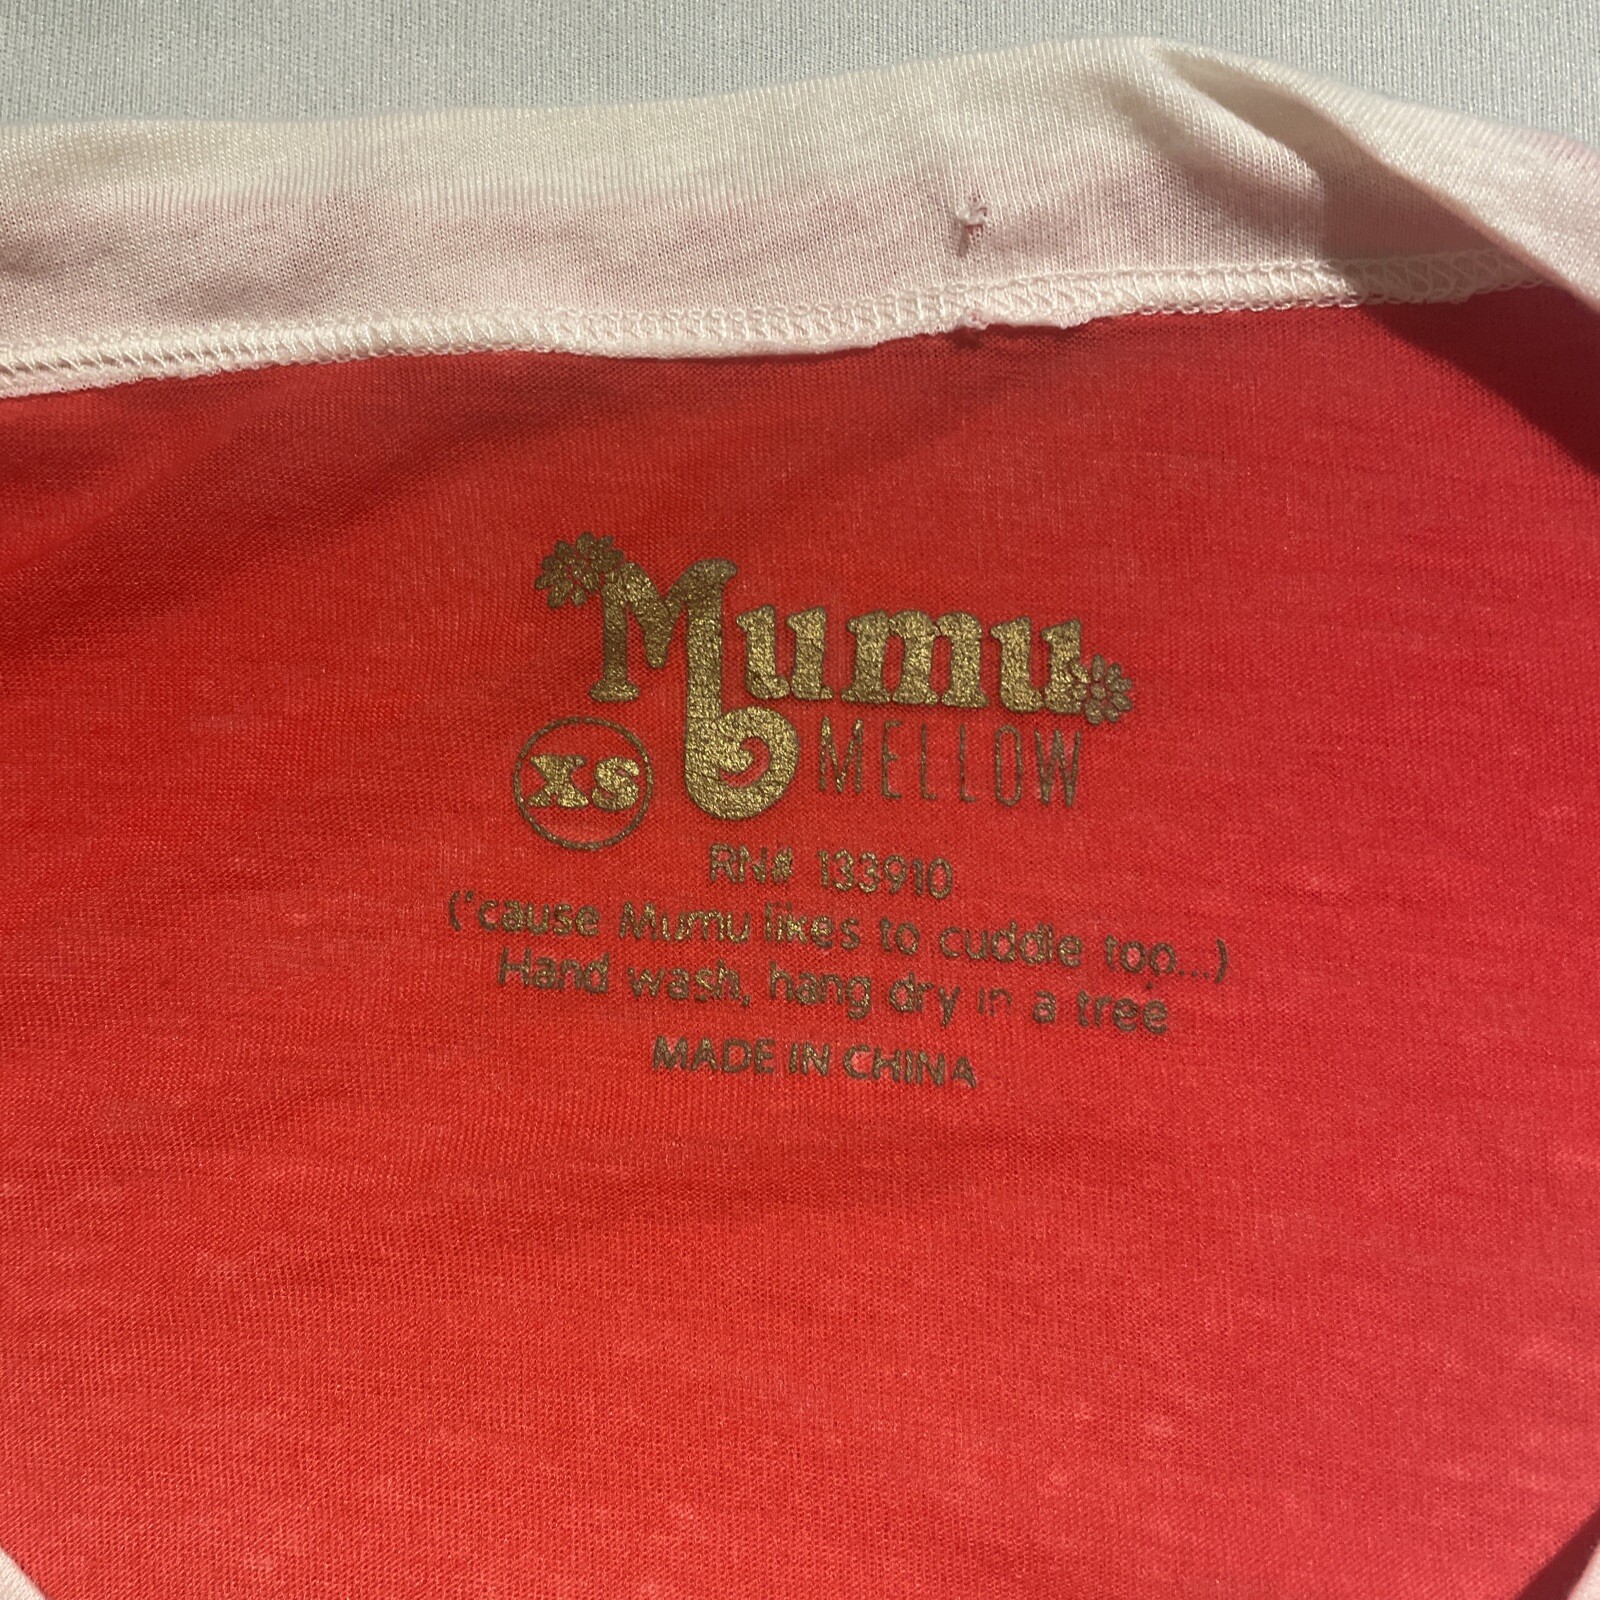 Mumu
XS MELLOW
RN# 133910
('cause Mumu likes to cuddle too...)
Hand wash, hang dry in a tree
MADE IN CHINA